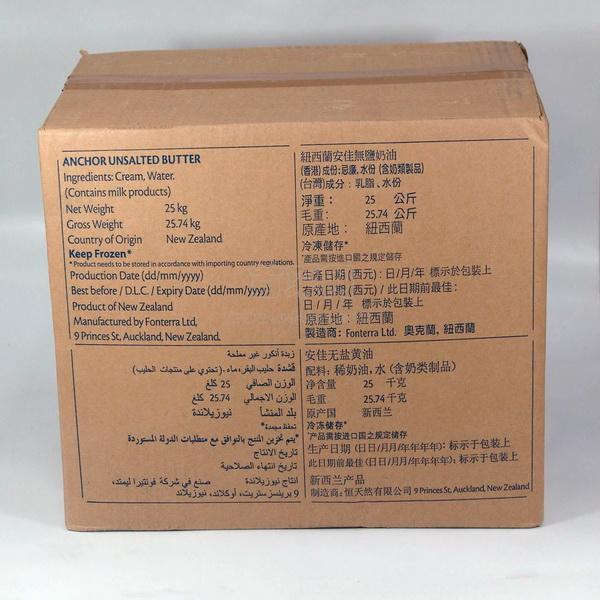 ANCHOR UNSALTED BUTTER
Ingredients: Cream, Water.
(Contains milk products)
Net Weight 25 kg
Gross Weight 25.74 kg
Country of Origin New Zealand
Keep Frozen*
*Product needs to be stored in accordance with importing country regulations.
Production Date (dd/mm/yyyy)
Best before / D.L.C. / Expiry Date (dd/mm/yyyy)
Product of New Zealand
Manufactured by Fonterra Ltd,
9 Princes St, Auckland, New Zealand.
紐西蘭安佳無鹽奶油
(香港)成份:忌廉,水份 (含奶類製品)
(台灣)成分：乳脂、水份
淨重： 25 公斤
毛重： 25.74 公斤
原產地： 紐西蘭
冷凍儲存*
*產品需按進口國之規定儲存
生產日期 (西元)：日/月/年 標示於包裝上
有效日期 (西元) / 此日期前最佳：
日/月/年 標示於包裝上
原產地：紐西蘭
製造商：Fonterra Ltd. 奧克蘭, 紐西蘭
زبدة أنكور غير مملحة
قشدة حليب البقر، ماء. (تحتوي على منتجات الحليب)
الوزن الصافي 25 كلغ
الوزن الاجمالي 25.74 كلغ
بلد المنشأ نيوزيلاندة
تحفظ مجمدة*
*يتم تخزين المنتج بالتوافق مع متطلبات الدولة المستوردة
تاريخ الانتاج
تاريخ انتهاء الصلاحية
انتاج نيوزيلاندة صنع في شركة فونتيرا ليمتد،
9 برينسز ستريت، أوكلاند، نيوزيلاند
安佳无盐黄油
配料：稀奶油, 水 (含奶类制品)
净含量 25 千克
毛重 25.74 千克
原产国 新西兰
冷冻储存*
*产品需按进口国之规定储存
生产日期 (日日/月月/年年年年)：标示于包装上
此日期前最佳 (日日/月月/年年年年)：标示于包装上
新西兰产品
制造商：恒天然有限公司 9 Princes St, Auckland, New Zealand